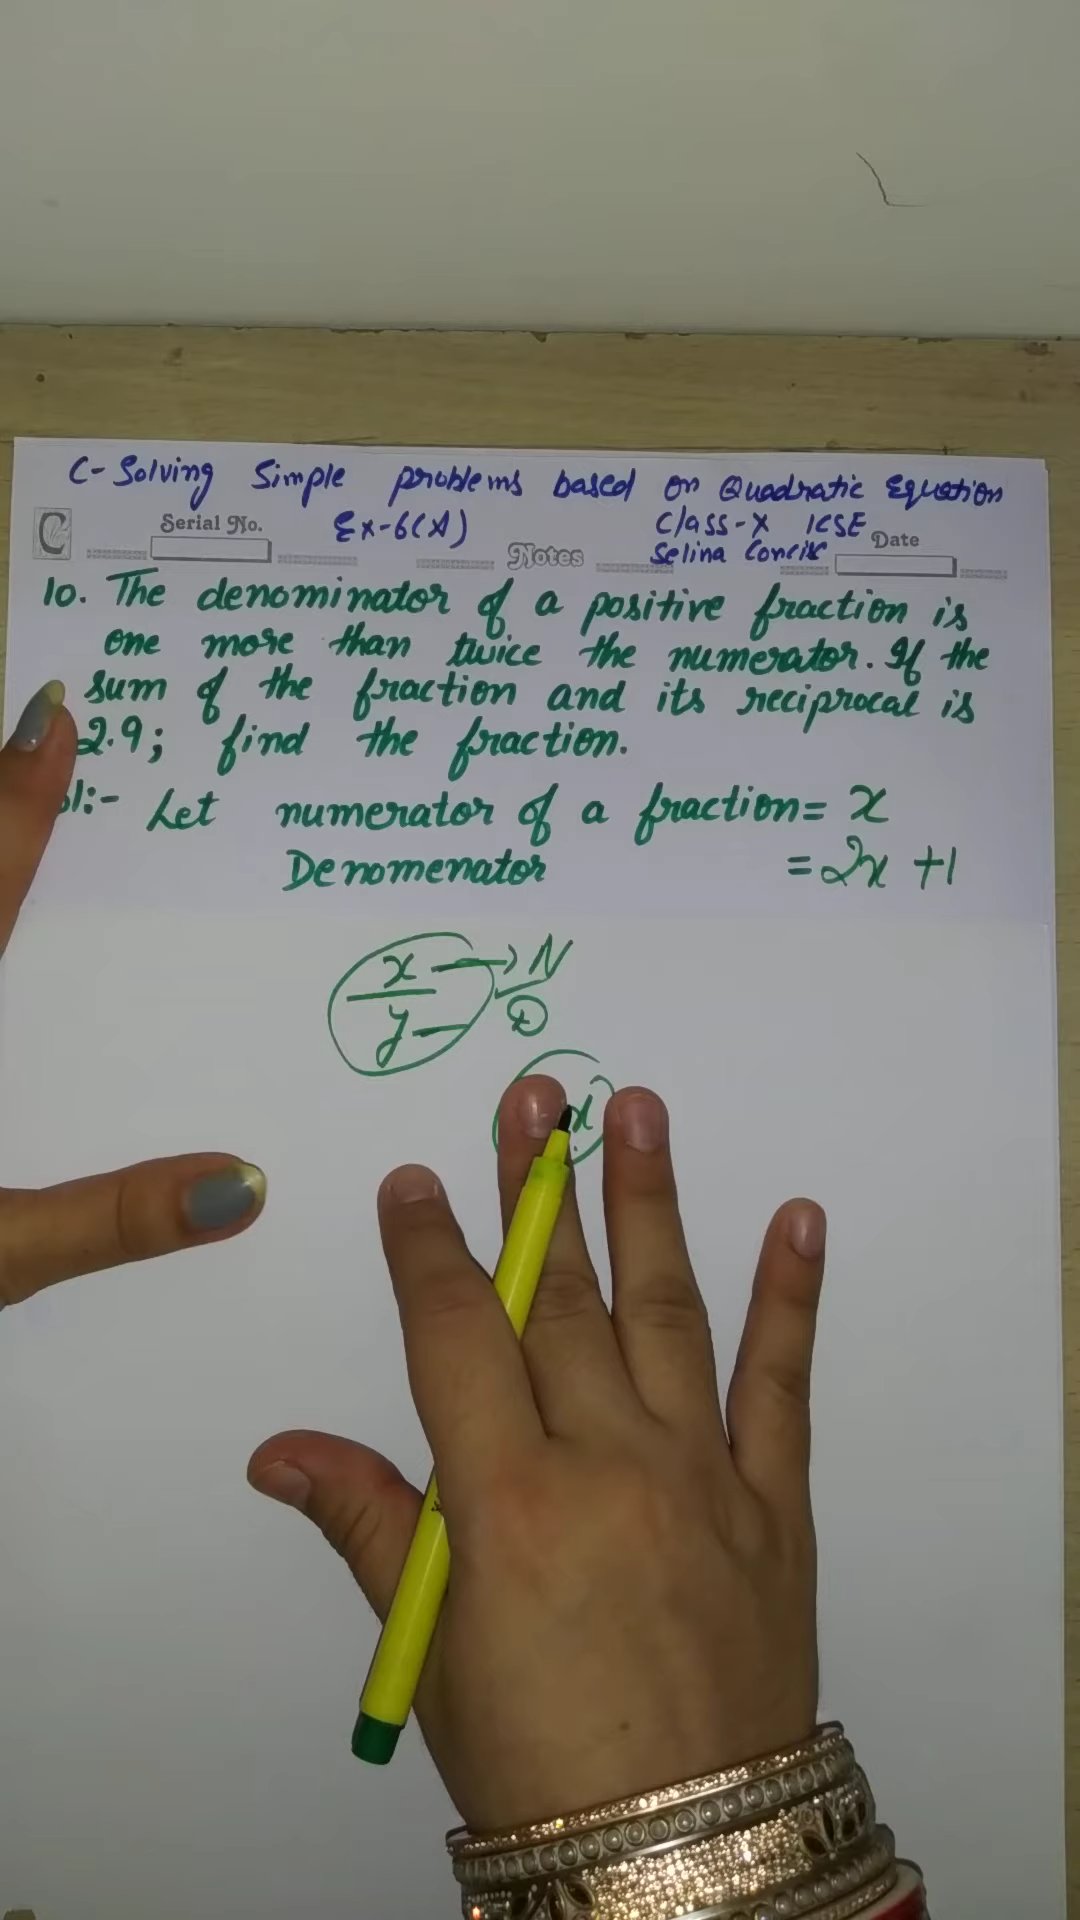 C- Solving Simple problems based on Quadratic Equation
C Serial No. Ex-6(A) Notes Class-X ICSE Date
Selina Concise
10. The denominator of a positive fraction is
one more than twice the numerator. If the
sum of the fraction and its reciprocal is
2.9; find the fraction.
Let numerator of a fraction = x
Denomenator = 2x +1
x → N
y D
x